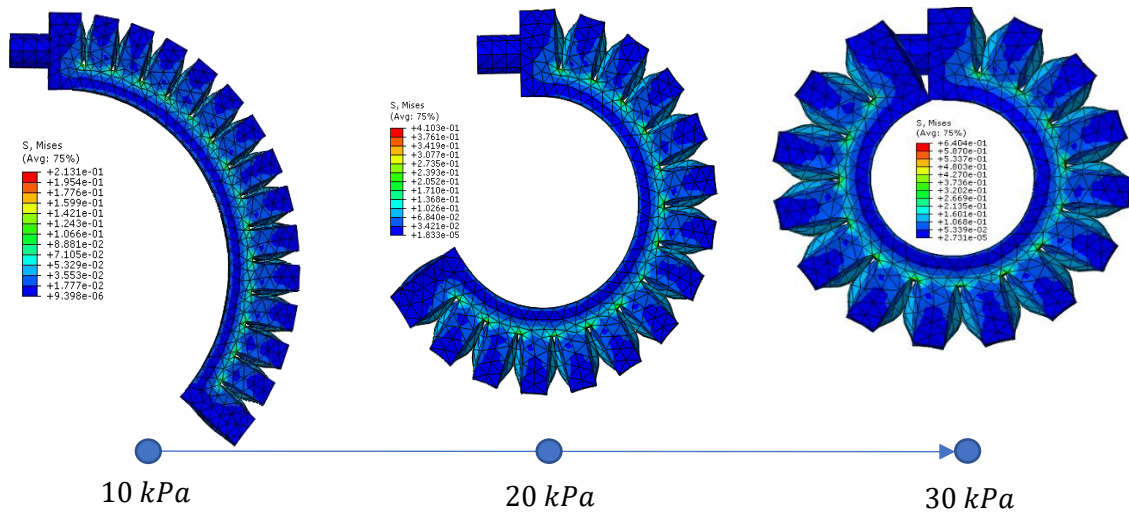 S, Mises
(Avg: 75%)
+2.131e-01
+1.954e-01
+1.776e-01
+1.599e-01
+1.421e-01
+1.243e-01
+1.066e-01
+8.881e-02
+7.105e-02
+5.329e-02
+3.553e-02
+1.777e-02
+9.398e-06
S, Mises
(Avg: 75%)
+4.103e-01
+3.761e-01
+3.419e-01
+3.077e-01
+2.735e-01
+2.393e-01
+2.052e-01
+1.710e-01
+1.368e-01
+1.026e-01
+6.840e-02
+3.421e-02
+1.833e-05
S, Mises
(Avg: 75%)
+6.404e-01
+5.870e-01
+5.337e-01
+4.803e-01
+4.270e-01
+3.736e-01
+3.202e-01
+2.669e-01
+2.135e-01
+1.601e-01
+1.068e-01
+5.339e-02
+2.731e-05
10 kPa
20 kPa
30 kPa